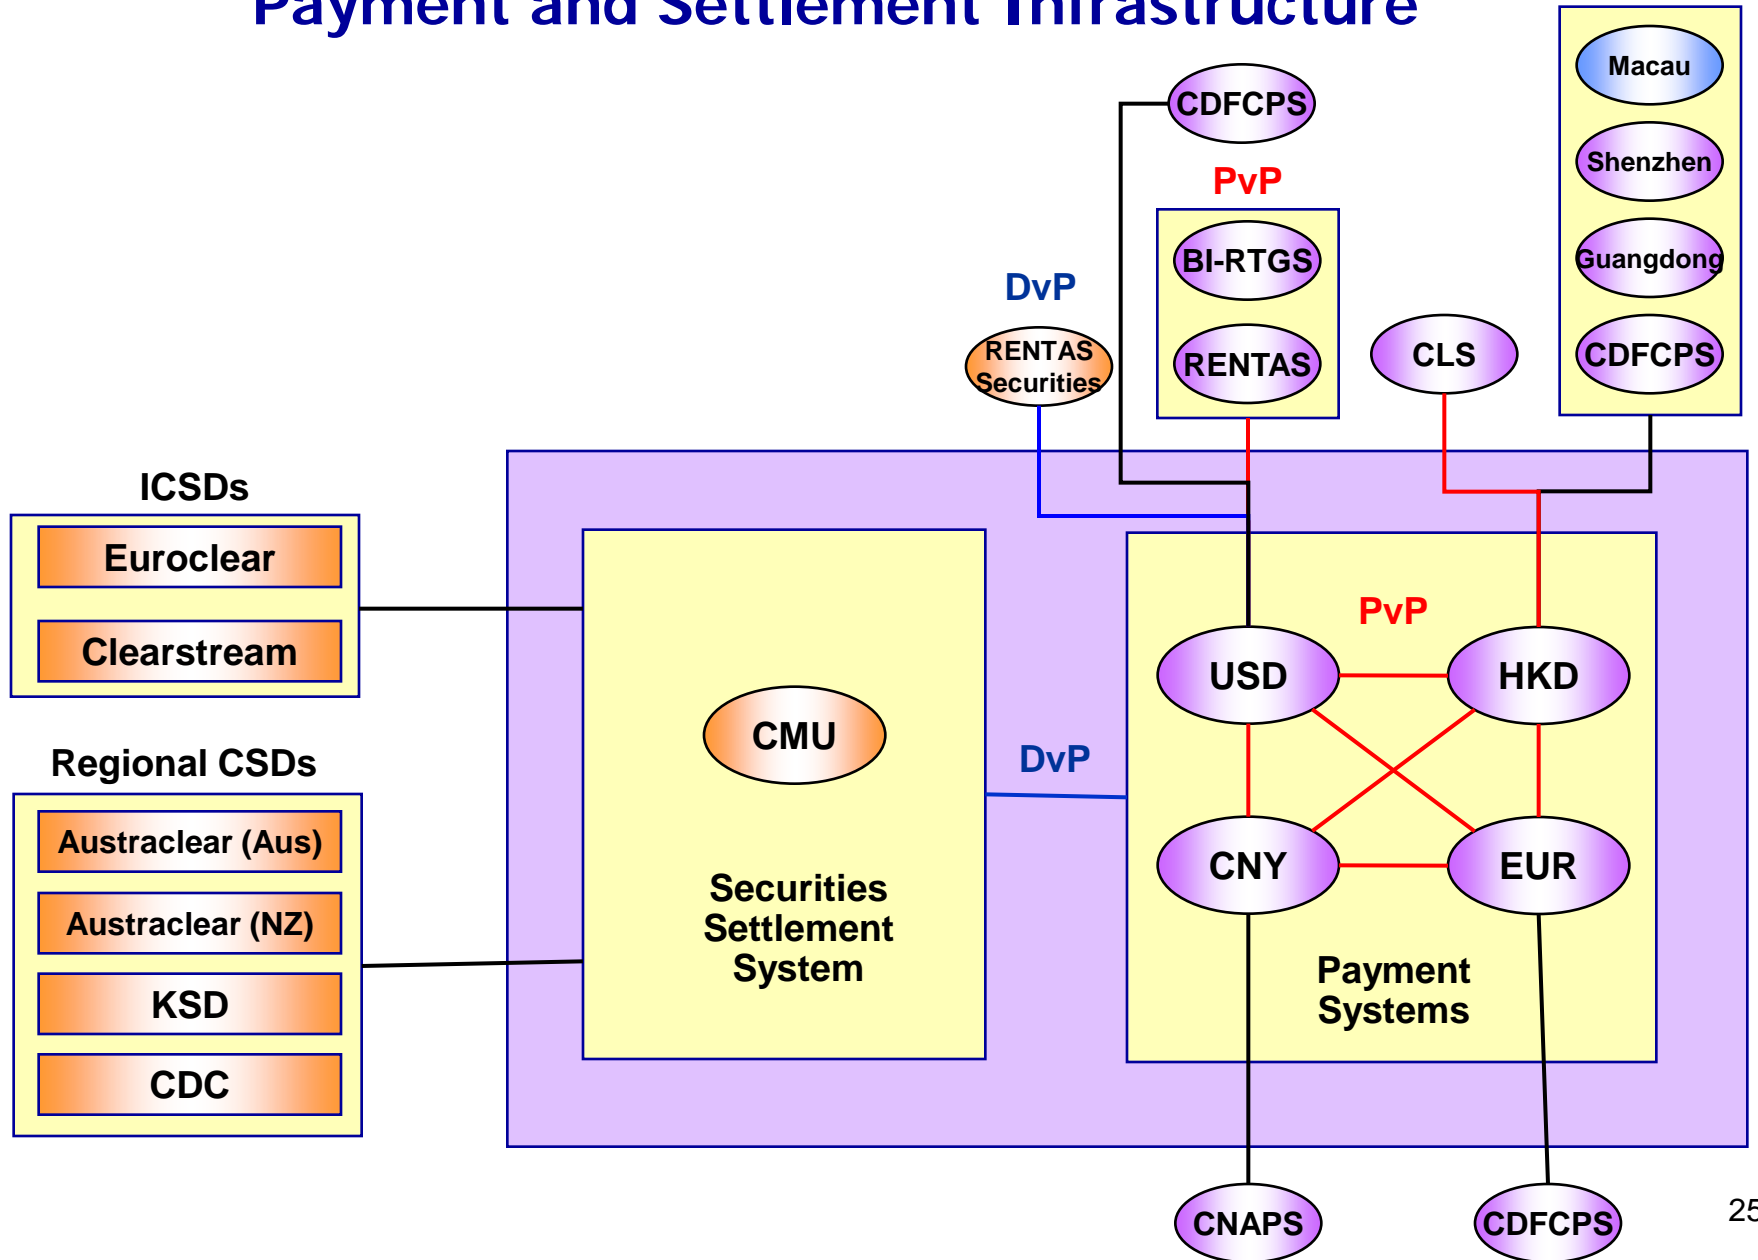 Payment and Settlement Infrastructure
Macau
CDFCPS
Shenzhen
PvP
BI-RTGS
Guangdong
DvP
RENTAS
Securities
RENTAS
CLS
CDFCPS
ICSDs
Euroclear
Clearstream
PvP
USD
HKD
CMU
DvP
Regional CSDs
Austraclear (Aus)
Austraclear (NZ)
KSD
CDC
CNY
EUR
Securities
Settlement
System
Payment
Systems
CNAPS
CDFCPS
25